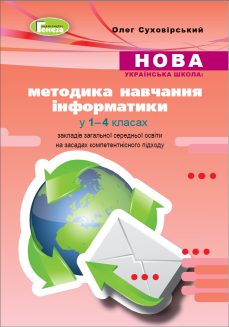 Генеза
Олег Суховірський
НОВА
УКРАЇНСЬКА ШКОЛА:
методика навчання
інформатики
у 1–4 класах
закладів загальної середньої освіти
на засадах компетентнісного підходу